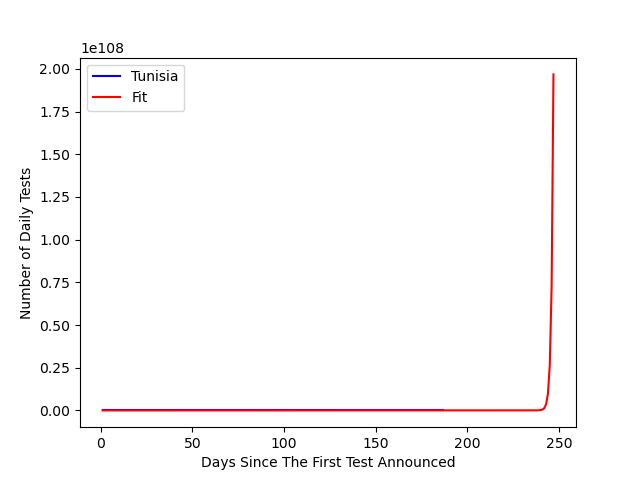 1e108
2.00
1.75
1.50
1.25
1.00
0.75
0.50
0.25
0.00
Number of Daily Tests
Tunisia
Fit
0 50 100 150 200 250
Days Since The First Test Announced